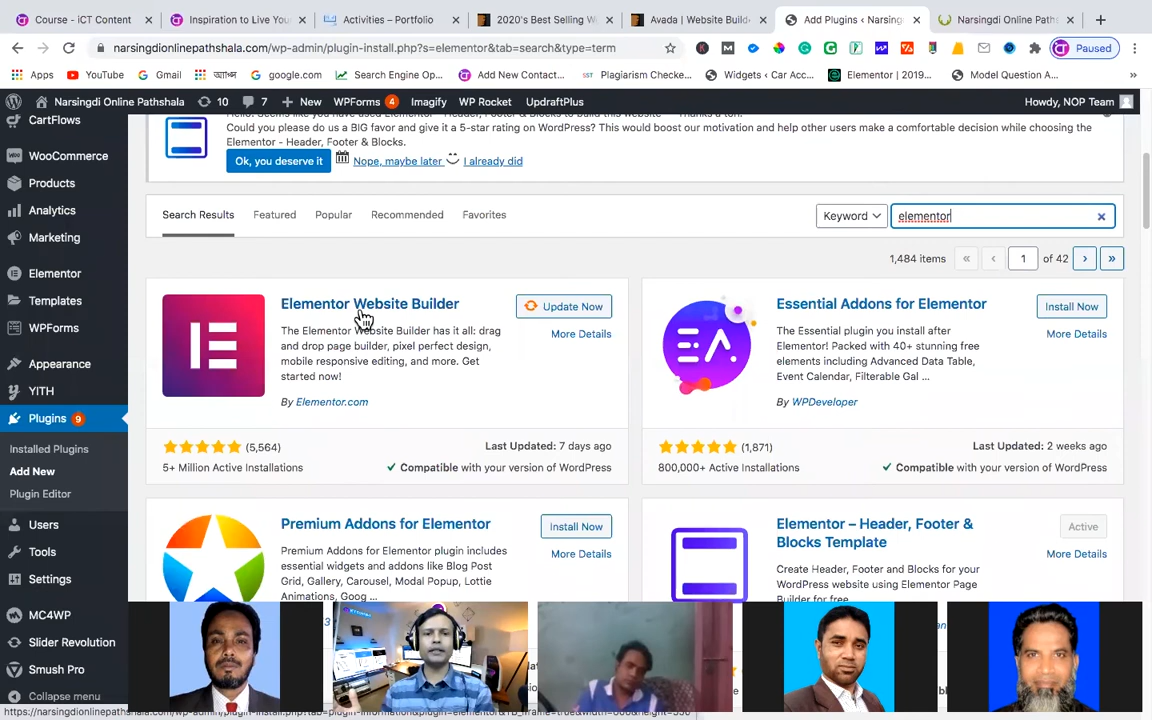 Course - iCT Content
Inspiration to Live Your
Activities – Portfolio
2020's Best Selling W
Avada | Website Build
Add Plugins ‹ Narsing
Narsingdi Online Path
narsingdionlinepathshala.com/wp-admin/plugin-install.php?s=elementor&tab=search&type=term
Paused
Apps
YouTube
Gmail
google.com
Search Engine Op...
Add New Contact...
Plagiarism Checke...
Widgets ‹ Car Acc...
Elementor | 2019...
Model Question A...
Narsingdi Online Pathshala
10
7
New
WPForms 4
Imagify
WP Rocket
UpdraftPlus
Howdy, NOP Team
CartFlows
WooCommerce
Products
Analytics
Marketing
Elementor
Templates
WPForms
Appearance
YITH
Plugins 9
Installed Plugins
Add New
Plugin Editor
Users
Tools
Settings
MC4WP
Slider Revolution
Smush Pro
Collapse menu
Could you please do us a BIG favor and give it a 5-star rating on WordPress? This would boost our motivation and help other users make a comfortable decision while choosing the
Elementor - Header, Footer & Blocks.
Ok, you deserve it
Nope, maybe later
I already did
Search Results
Featured
Popular
Recommended
Favorites
Keyword
elementor
1,484 items
«
‹
1
of 42
›
»
Elementor Website Builder
Update Now
More Details
The Elementor Website Builder has it all: drag
and drop page builder, pixel perfect design,
mobile responsive editing, and more. Get
started now!
By Elementor.com
(5,564)
5+ Million Active Installations
Last Updated: 7 days ago
Compatible with your version of WordPress
Essential Addons for Elementor
Install Now
More Details
The Essential plugin you install after
Elementor! Packed with 40+ stunning free
elements including Advanced Data Table,
Event Calendar, Filterable Gal ...
By WPDeveloper
(1,871)
800,000+ Active Installations
Last Updated: 2 weeks ago
Compatible with your version of WordPress
Premium Addons for Elementor
Install Now
More Details
Premium Addons for Elementor plugin includes
essential widgets and addons like Blog Post
Grid, Gallery, Carousel, Modal Popup, Lottie
Animations, Goog ...
Elementor – Header, Footer &
Blocks Template
Active
More Details
Create Header, Footer and Blocks for your
WordPress website using Elementor Page
Builder for free.